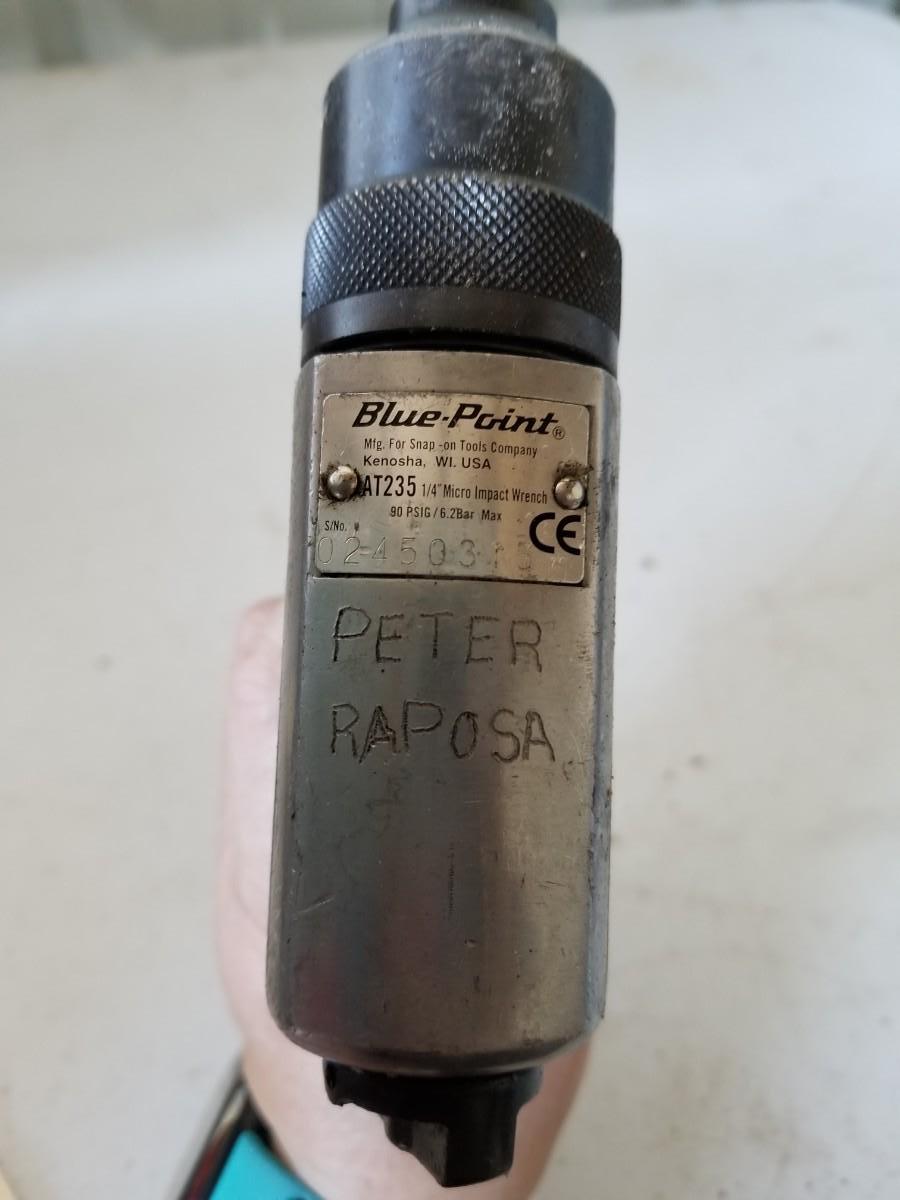 Blue-Point®
Mfg. For Snap-on Tools Company
Kenosha, WI. USA
AT235 1/4" Micro Impact Wrench
90 PSIG / 6.2Bar Max
S/No.
CE
PETER
RAPOSA